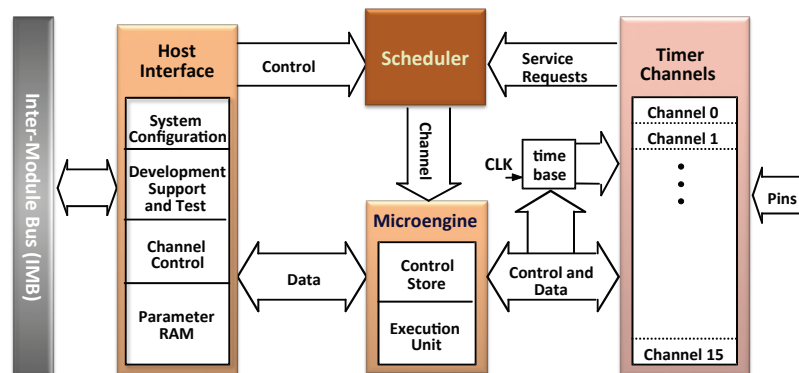 Inter-Module Bus (IMB)
Host
Interface
System
Configuration
Development
Support
and Test
Channel
Control
Parameter
RAM
Control
Scheduler
Service
Requests
Channel
Data
Microengine
Control
Store
Execution
Unit
CLK
time
base
Control and
Data
Timer
Channels
Channel 0
Channel 1
Channel 15
Pins